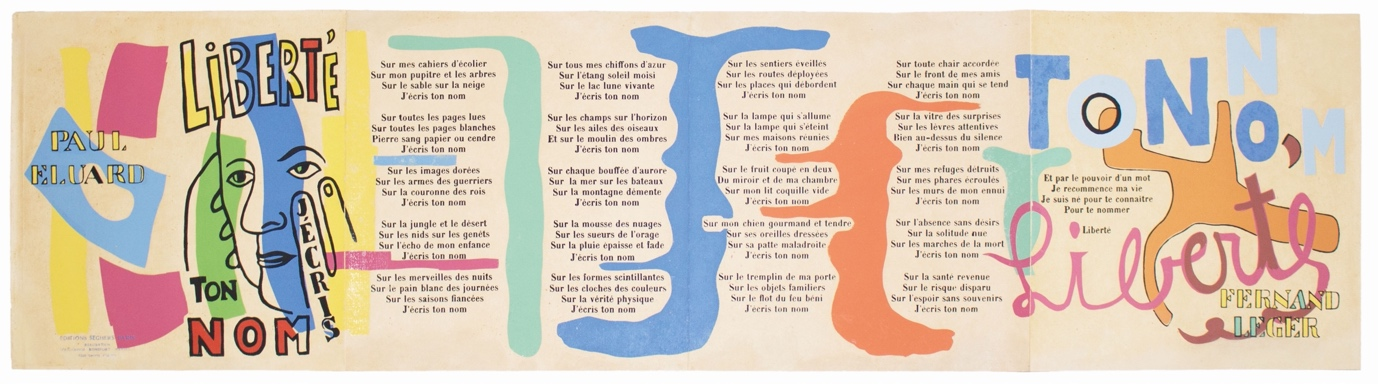 PAUL
ELUARD
LiBERTÉ
J'ÉCRIS
TON
NOM
Sur mes cahiers d'écolier
Sur mon pupitre et les arbres
Sur le sable sur la neige
J'écris ton nom
Sur toutes les pages lues
Sur toutes les pages blanches
Pierre sang papier ou cendre
J'écris ton nom
Sur les images dorées
Sur les armes des guerriers
Sur la couronne des rois
J'écris ton nom
Sur la jungle et le désert
Sur les nids sur les genêts
Sur l'écho de mon enfance
J'écris ton nom
Sur les merveilles des nuits
Sur le pain blanc des journées
Sur les saisons fiancées
J'écris ton nom
Sur tous mes chiffons d'azur
Sur l'étang soleil moisi
Sur le lac lune vivante
J'écris ton nom
Sur les champs sur l'horizon
Sur les ailes des oiseaux
Et sur le moulin des ombres
J'écris ton nom
Sur chaque bouffée d'aurore
Sur la mer sur les bateaux
Sur la montagne démente
J'écris ton nom
Sur la mousse des nuages
Sur les sueurs de l'orage
Sur la pluie épaisse et fade
J'écris ton nom
Sur les formes scintillantes
Sur les cloches des couleurs
Sur la vérité physique
J'écris ton nom
Sur les sentiers éveillés
Sur les routes déployées
Sur les places qui débordent
J'écris ton nom
Sur la lampe qui s'allume
Sur la lampe qui s'éteint
Sur mes maisons réunies
J'écris ton nom
Sur le fruit coupé en deux
Du miroir et de ma chambre
Sur mon lit coquille vide
J'écris ton nom
Sur mon chien gourmand et tendre
Sur ses oreilles dressées
Sur sa patte maladroite
J'écris ton nom
Sur le tremplin de ma porte
Sur les objets familiers
Sur le flot du feu béni
J'écris ton nom
Sur toute chair accordée
Sur le front de mes amis
Sur chaque main qui se tend
J'écris ton nom
Sur la vitre des surprises
Sur les lèvres attentives
Bien au-dessus du silence
J'écris ton nom
Sur mes refuges détruits
Sur mes phares écroulés
Sur les murs de mon ennui
J'écris ton nom
Sur l'absence sans désirs
Sur la solitude nue
Sur les marches de la mort
J'écris ton nom
Sur la santé revenue
Sur le risque disparu
Sur l'espoir sans souvenirs
J'écris ton nom
TON NOM,
N
Et par le pouvoir d'un mot
Je recommence ma vie
Je suis né pour te connaître
Pour te nommer
Liberté
Liberté
FERNAND
LEGER